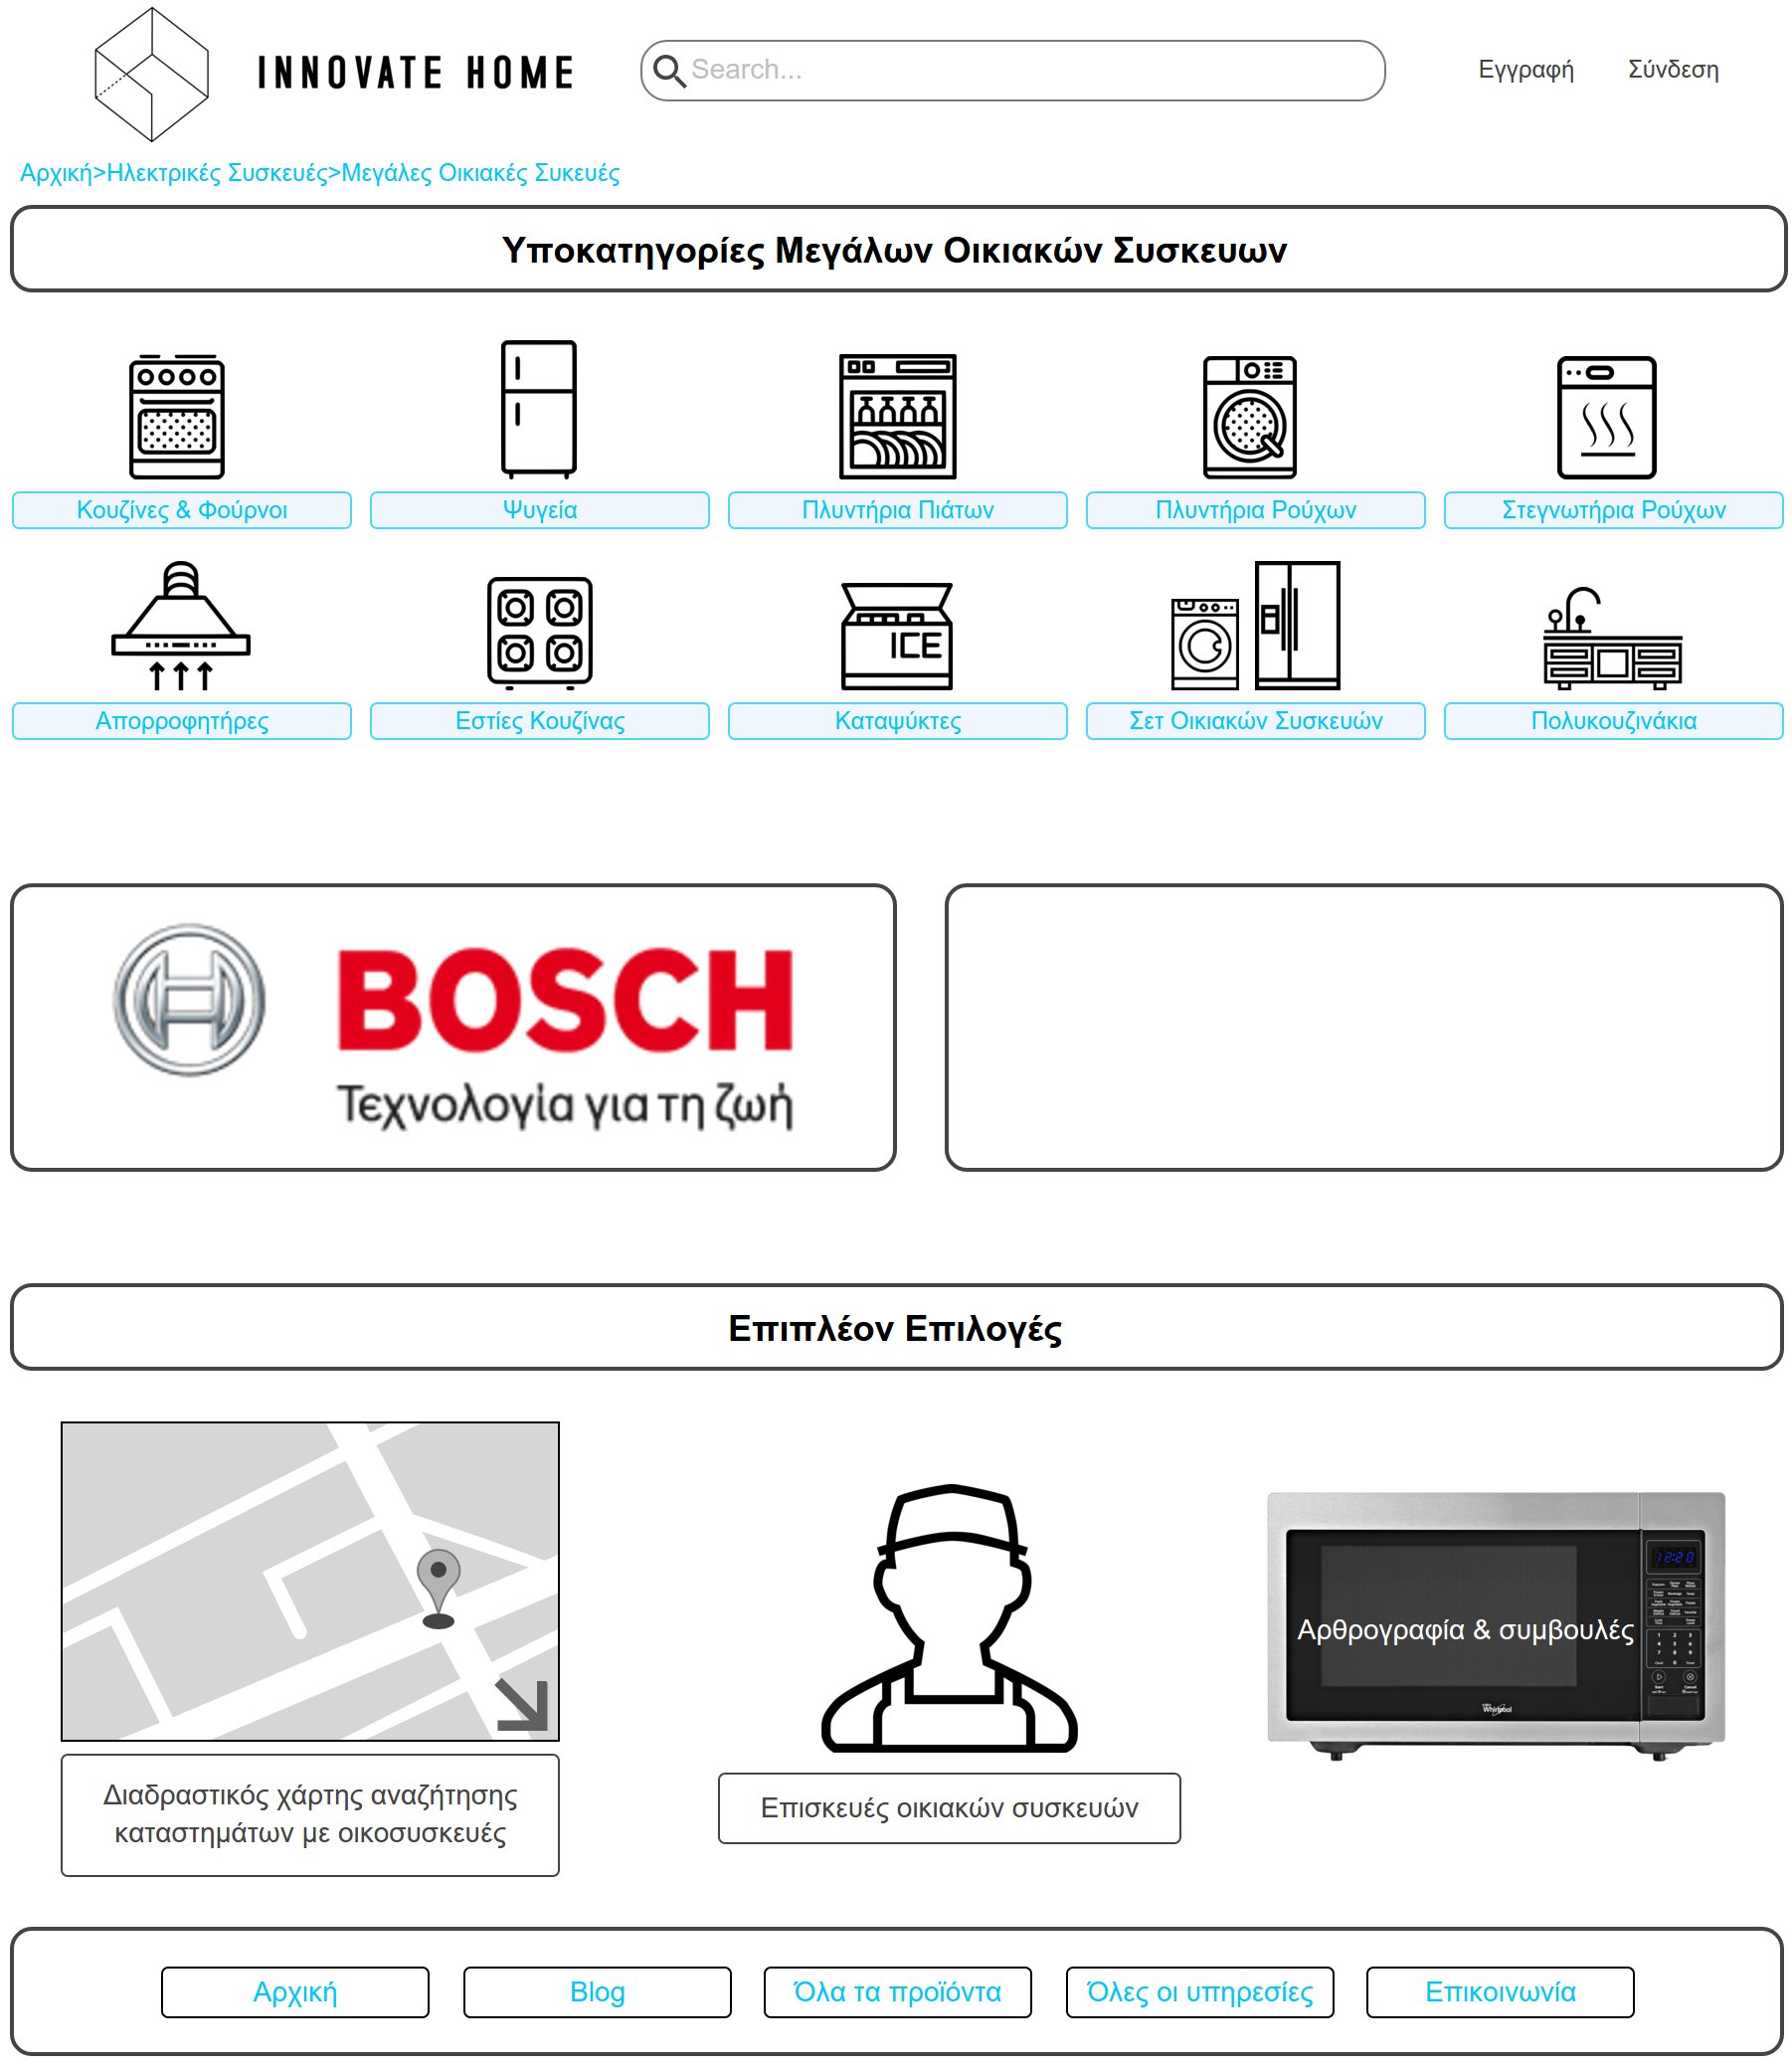 INNOVATE HOME
Search...
Εγγραφή
Σύνδεση
Αρχική>Ηλεκτρικές Συσκευές>Μεγάλες Οικιακές Συκευές
Υποκατηγορίες Μεγάλων Οικιακών Συσκευων
Κουζίνες & Φούρνοι
Ψυγεία
Πλυντήρια Πιάτων
Πλυντήρια Ρούχων
Στεγνωτήρια Ρούχων
ICE
Απορροφητήρες
Εστίες Κουζίνας
Καταψύκτες
Σετ Οικιακών Συσκευών
Πολυκουζινάκια
BOSCH
Τεχνολογία για τη ζωή
Επιπλέον Επιλογές
12:20
Αρθρογραφία & συμβουλές
Whirlpool
Διαδραστικός χάρτης αναζήτησης
καταστημάτων με οικοσυσκευές
Επισκευές οικιακών συσκευών
Αρχική
Blog
Όλα τα προϊόντα
Όλες οι υπηρεσίες
Επικοινωνία